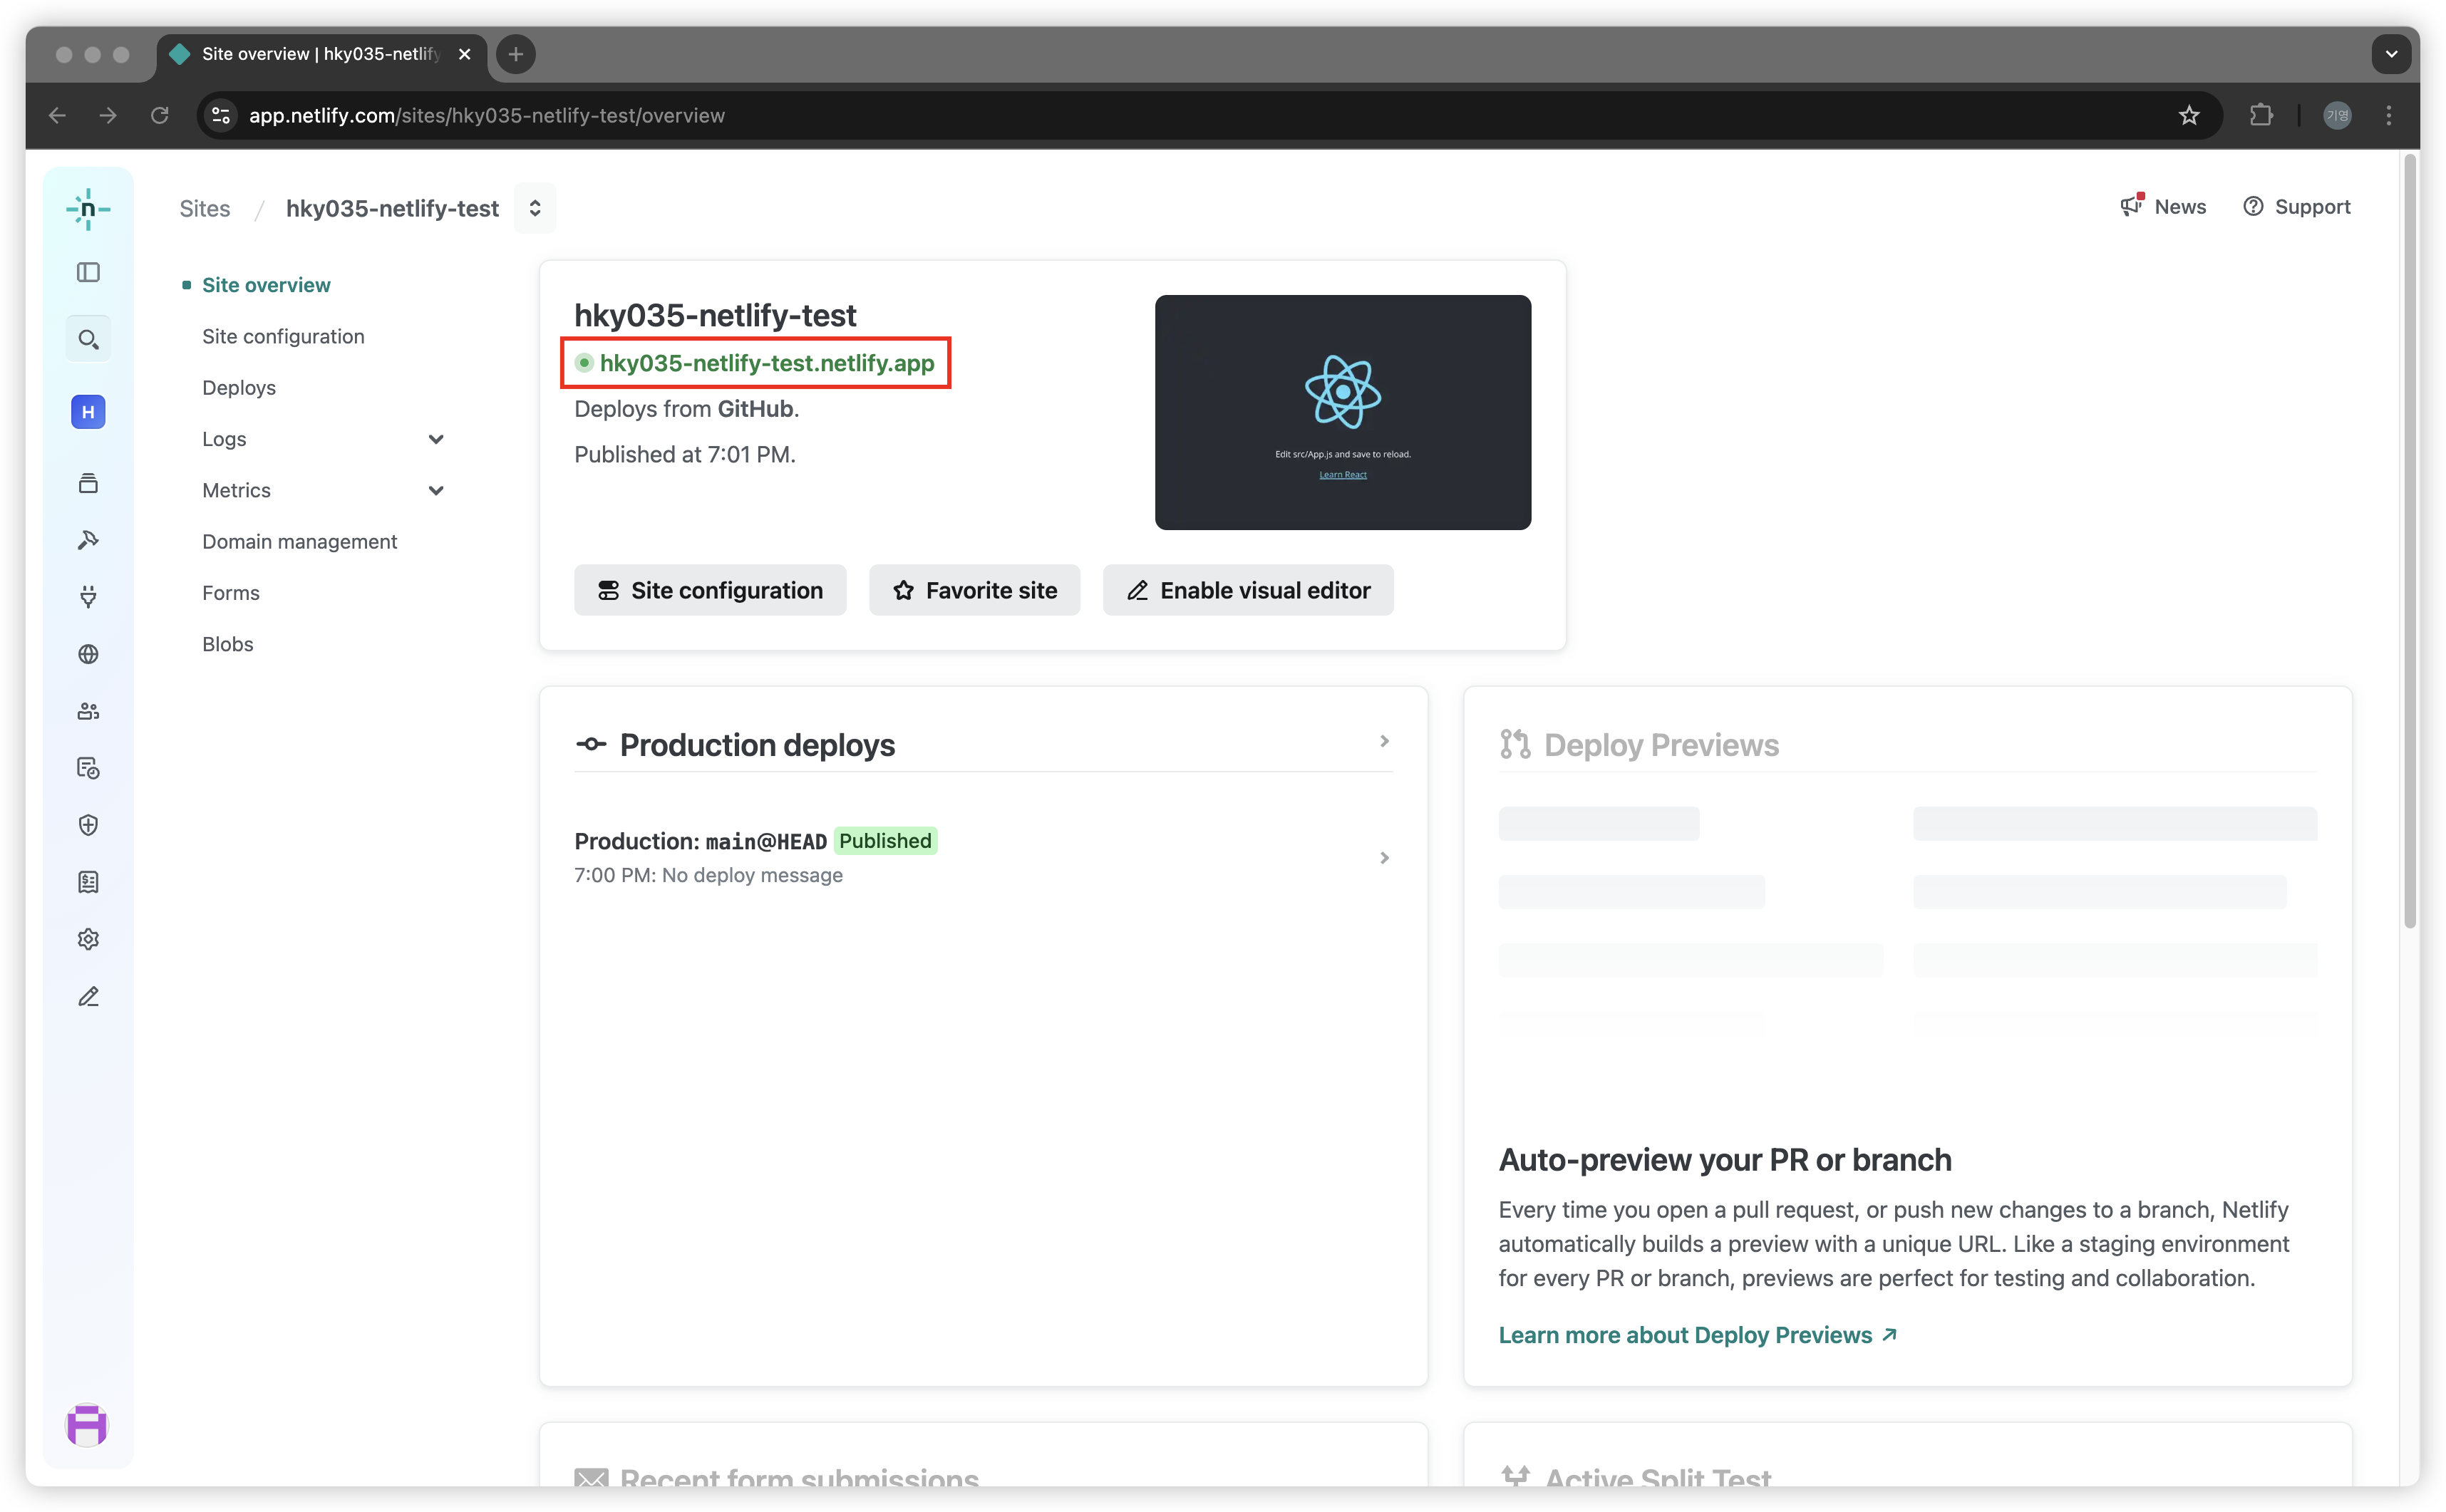 Site overview | hky035-netlify
app.netlify.com/sites/hky035-netlify-test/overview
기영
n
Sites / hky035-netlify-test
News
Support
H
Site overview
Site configuration
Deploys
Logs
Metrics
Domain management
Forms
Blobs
hky035-netlify-test
hky035-netlify-test.netlify.app
Deploys from GitHub.
Published at 7:01 PM.
Edit src/App.js and save to reload.
Learn React
Site configuration
Favorite site
Enable visual editor
Production deploys
Production: main@HEAD Published
7:00 PM: No deploy message
Deploy Previews
Auto-preview your PR or branch
Every time you open a pull request, or push new changes to a branch, Netlify
automatically builds a preview with a unique URL. Like a staging environment
for every PR or branch, previews are perfect for testing and collaboration.
Learn more about Deploy Previews
Recent form submissions
Active Split Test